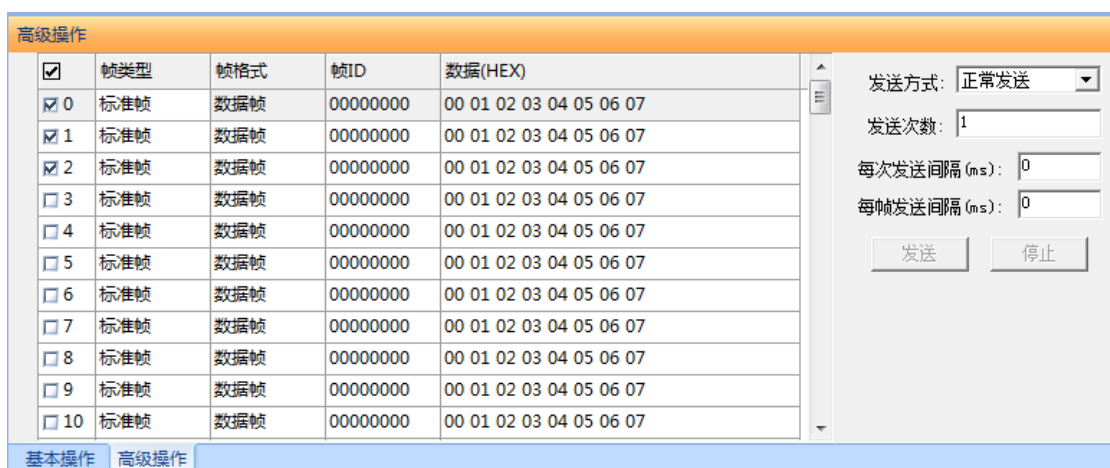 高级操作
帧类型 帧格式 帧ID 数据(HEX)
0 标准帧 数据帧 00000000 00 01 02 03 04 05 06 07
1 标准帧 数据帧 00000000 00 01 02 03 04 05 06 07
2 标准帧 数据帧 00000000 00 01 02 03 04 05 06 07
3 标准帧 数据帧 00000000 00 01 02 03 04 05 06 07
4 标准帧 数据帧 00000000 00 01 02 03 04 05 06 07
5 标准帧 数据帧 00000000 00 01 02 03 04 05 06 07
6 标准帧 数据帧 00000000 00 01 02 03 04 05 06 07
7 标准帧 数据帧 00000000 00 01 02 03 04 05 06 07
8 标准帧 数据帧 00000000 00 01 02 03 04 05 06 07
9 标准帧 数据帧 00000000 00 01 02 03 04 05 06 07
10 标准帧 数据帧 00000000 00 01 02 03 04 05 06 07
发送方式: 正常发送
发送次数: 1
每次发送间隔(ms): 0
每帧发送间隔(ms): 0
发送 停止
基本操作 高级操作